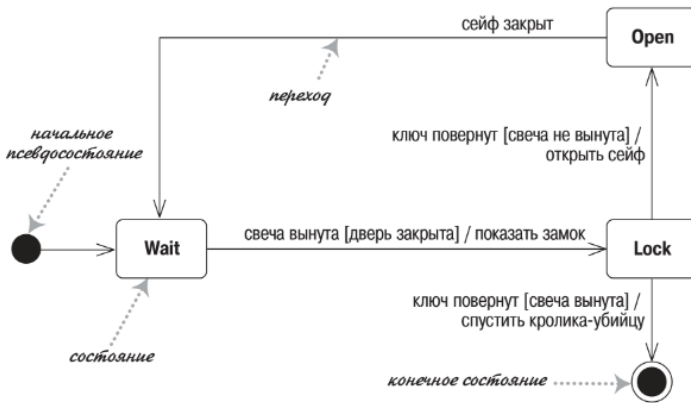 сейф закрыт
Open
переход
начальное
псевдосостояние
ключ повернут [свеча не вынута] /
открыть сейф
Wait
свеча вынута [дверь закрыта] / показать замок
Lock
ключ повернут [свеча вынута] /
спустить кролика-убийцу
состояние
конечное состояние